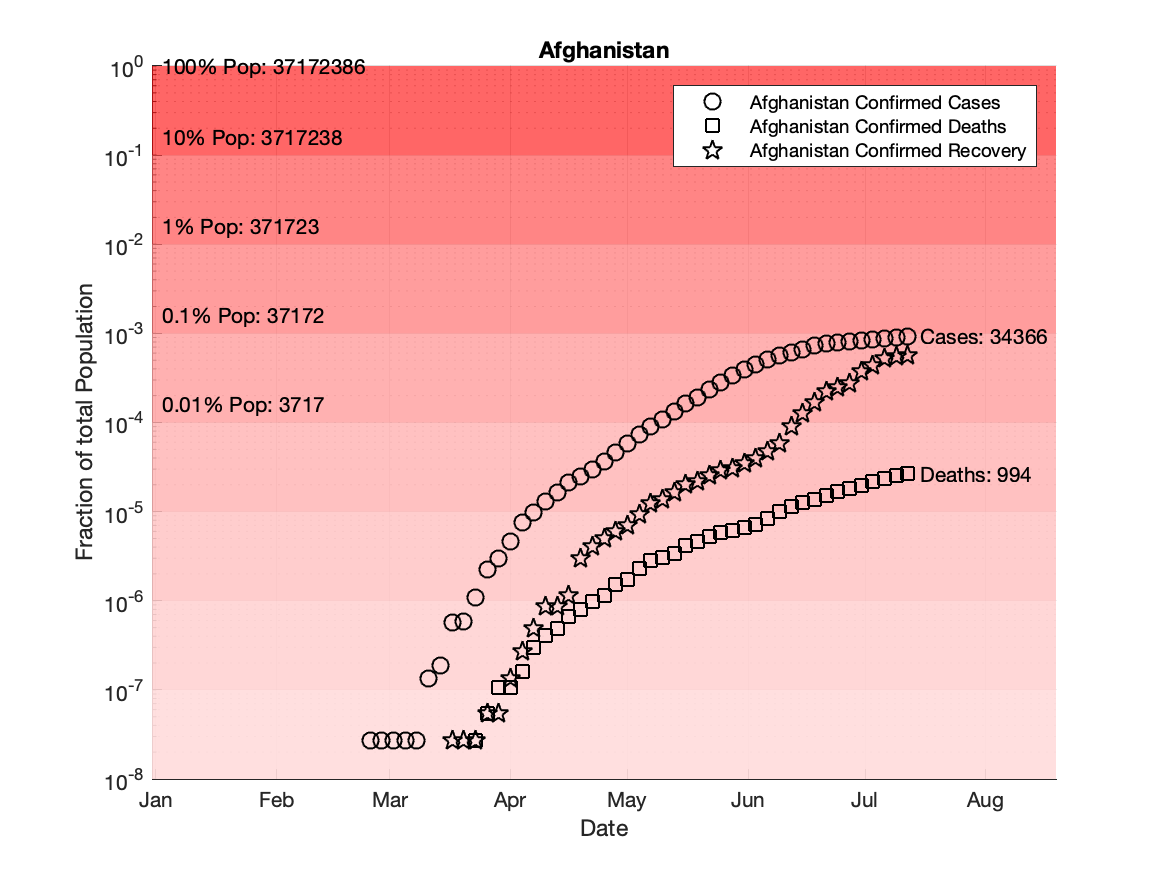 Afghanistan
10^0
100% Pop: 37172386
Afghanistan Confirmed Cases
Afghanistan Confirmed Deaths
Afghanistan Confirmed Recovery
10% Pop: 3717238
10^-1
1% Pop: 371723
10^-2
0.1% Pop: 37172
10^-3
Cases: 34366
0.01% Pop: 3717
10^-4
Deaths: 994
10^-5
10^-6
10^-7
10^-8
Fraction of total Population
Jan Feb Mar Apr May Jun Jul Aug
Date